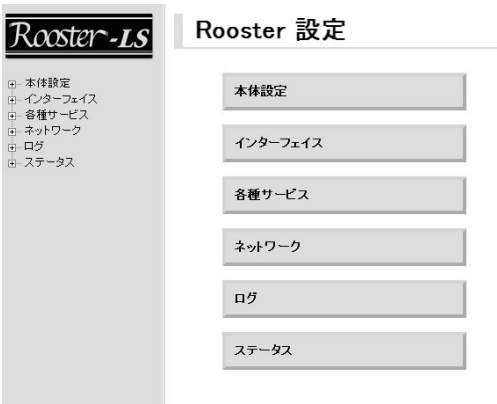 Rooster-LS
本体設定
インターフェイス
各種サービス
ネットワーク
ログ
ステータス
Rooster 設定
本体設定
インターフェイス
各種サービス
ネットワーク
ログ
ステータス